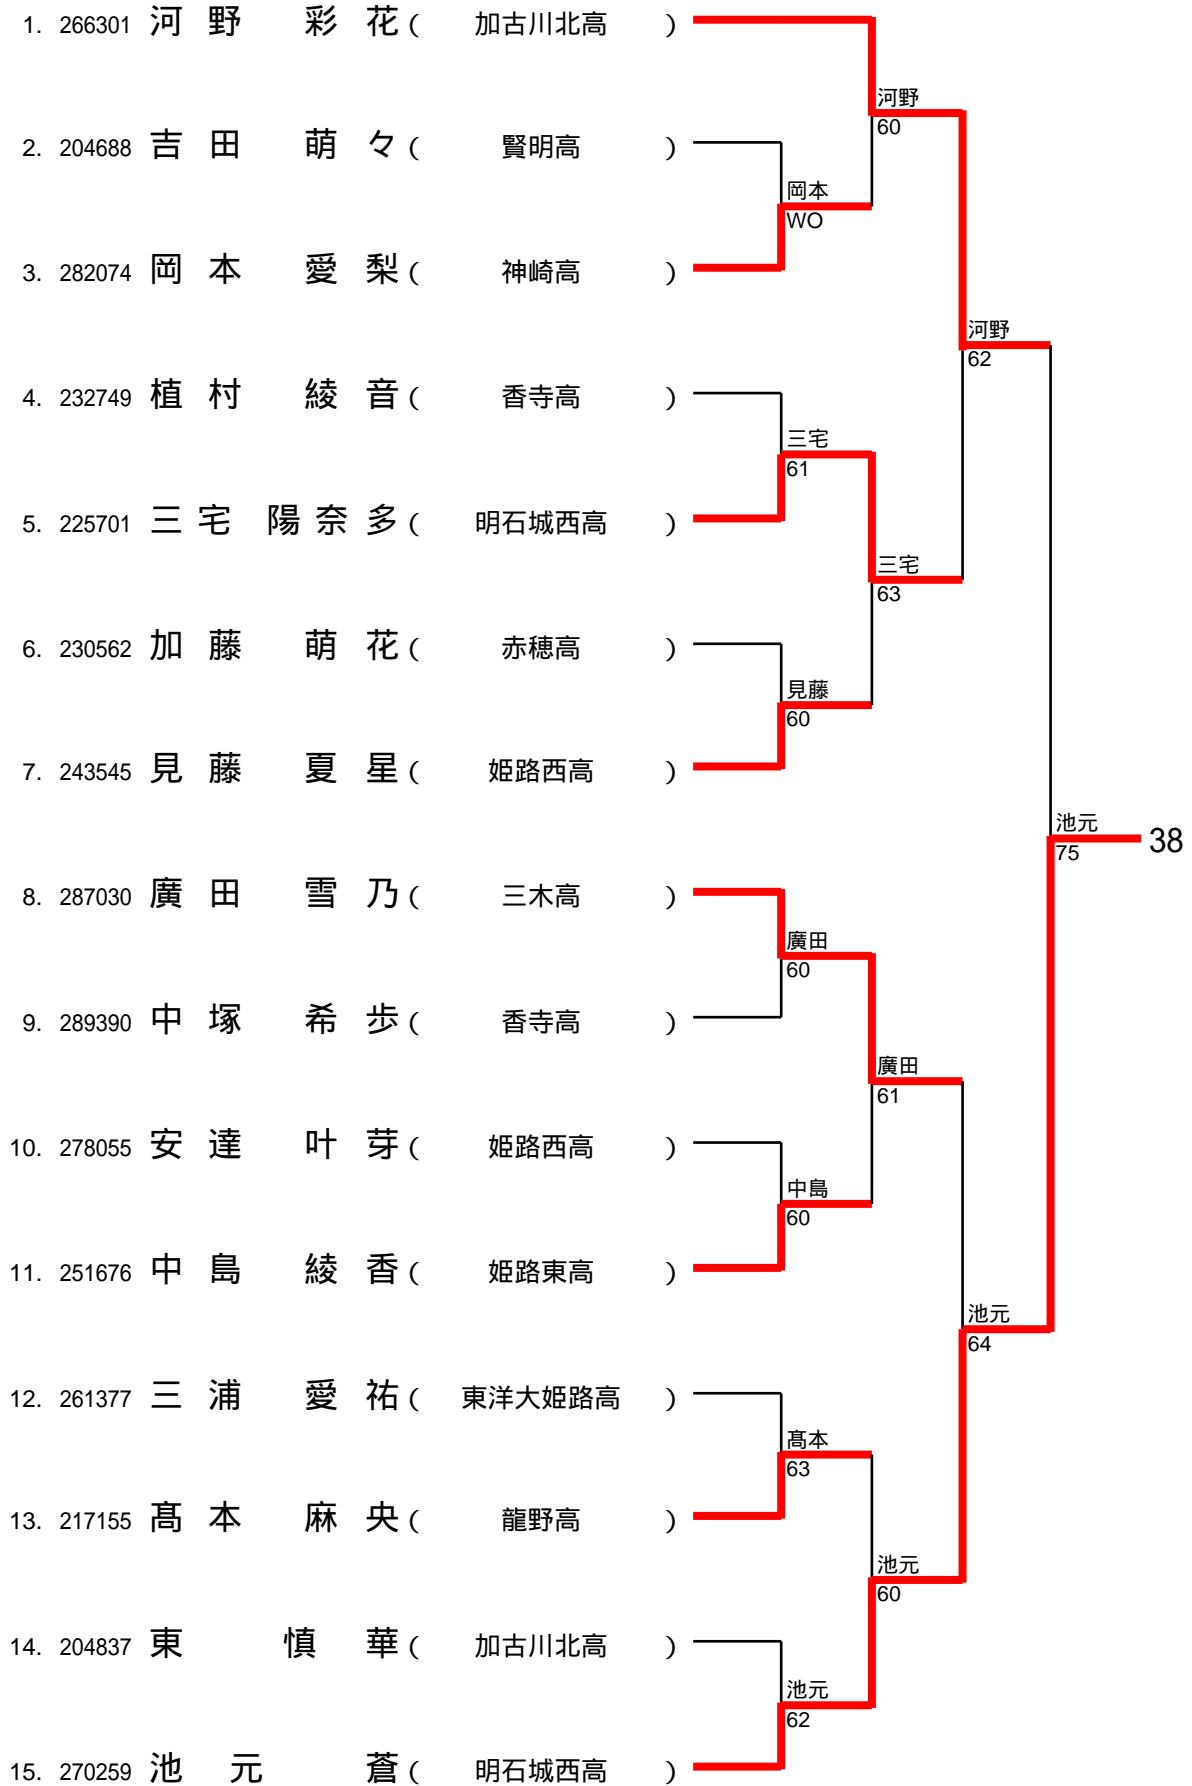 1. 266301 河野 彩花 ( 加古川北高 )
河野
60
2. 204688 吉田 萌々 ( 賢明高 )
岡本
WO
3. 282074 岡本 愛梨 ( 神崎高 )
河野
62
4. 232749 植村 綾音 ( 香寺高 )
三宅
61
5. 225701 三宅 陽奈多 ( 明石城西高 )
三宅
63
6. 230562 加藤 萌花 ( 赤穂高 )
見藤
60
7. 243545 見藤 夏星 ( 姫路西高 )
池元
75
38
8. 287030 廣田 雪乃 ( 三木高 )
廣田
60
9. 289390 中塚 希歩 ( 香寺高 )
廣田
61
10. 278055 安達 叶芽 ( 姫路西高 )
中島
60
11. 251676 中島 綾香 ( 姫路東高 )
池元
64
12. 261377 三浦 愛祐 ( 東洋大姫路高 )
髙本
63
13. 217155 髙本 麻央 ( 龍野高 )
池元
60
14. 204837 東 慎華 ( 加古川北高 )
池元
62
15. 270259 池元 蒼 ( 明石城西高 )